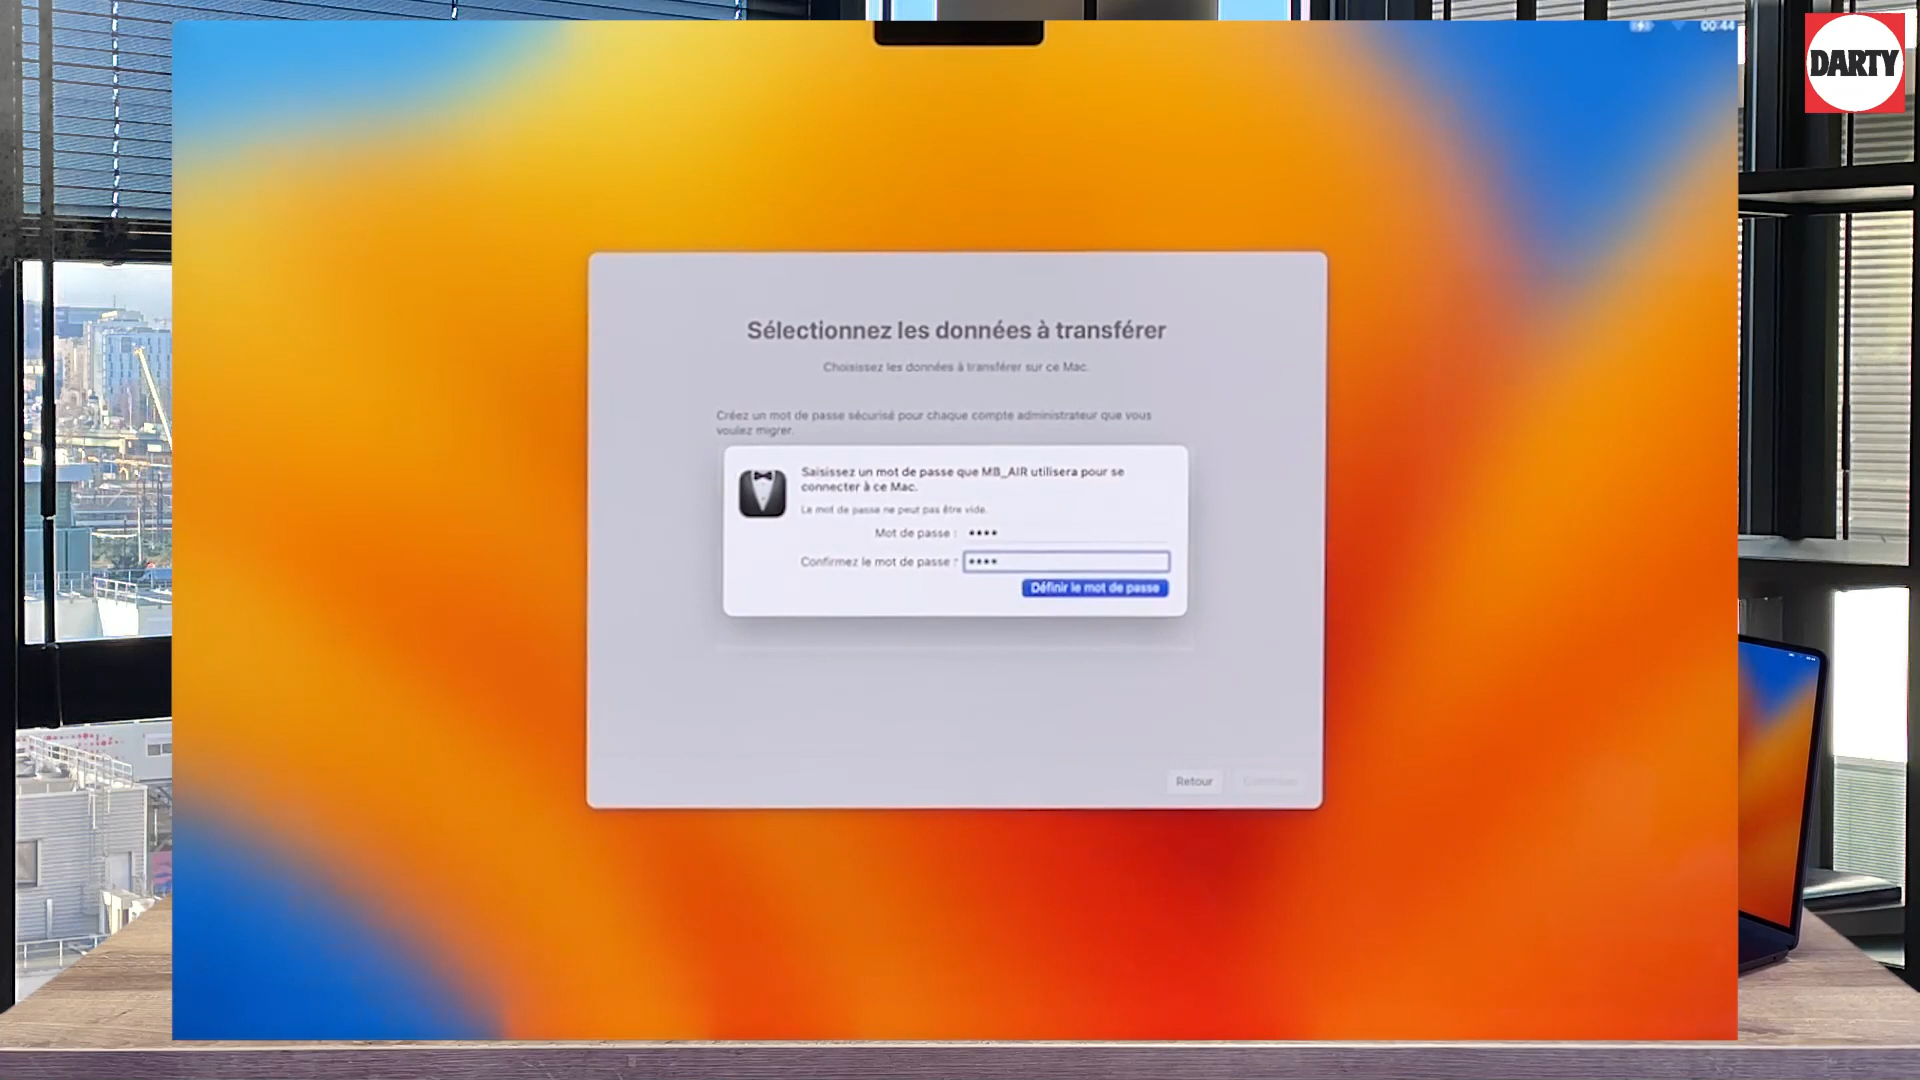 00:44
DARTY
Sélectionnez les données à transférer
Choisissez les données à transférer sur ce Mac.
Créez un mot de passe sécurisé pour chaque compte administrateur que vous
voulez migrer.
Saisissez un mot de passe que MB_AIR utilisera pour se
connecter à ce Mac.
Le mot de passe ne peut pas être vide.
Mot de passe : ••••
Confirmez le mot de passe : ••••
Définir le mot de passe
Retour